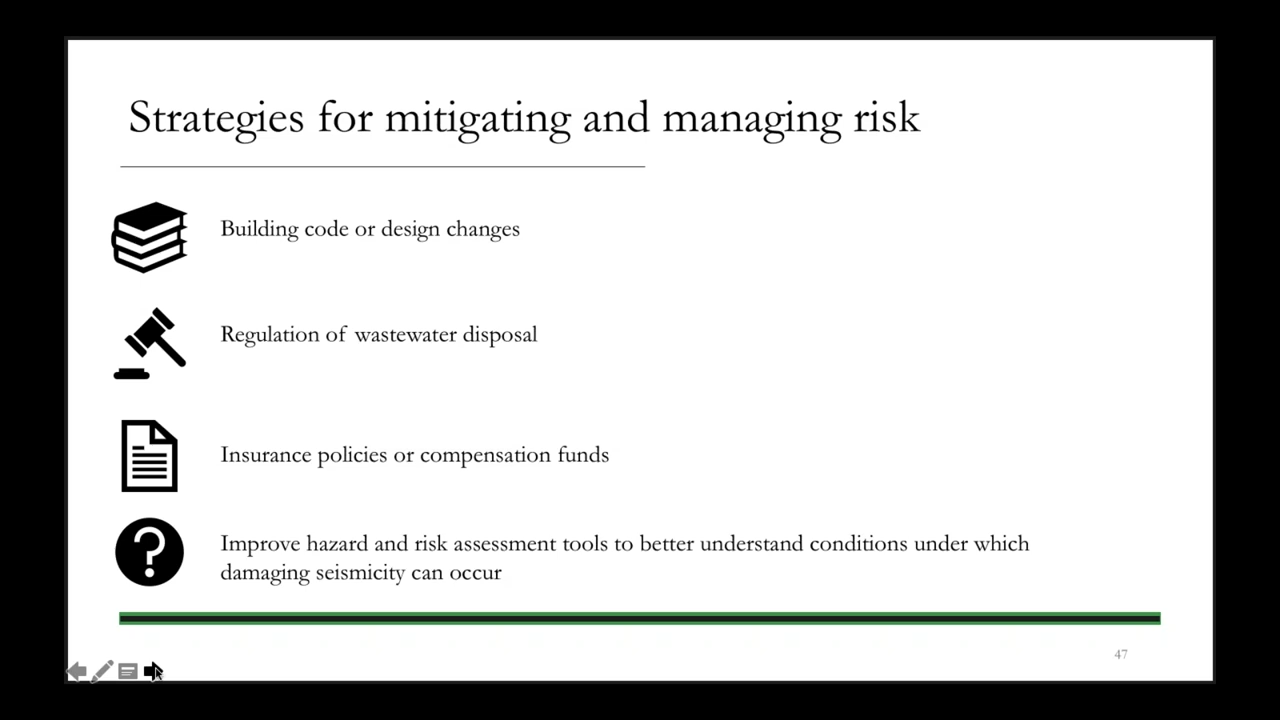 Strategies for mitigating and managing risk
Building code or design changes
Regulation of wastewater disposal
Insurance policies or compensation funds
?
Improve hazard and risk assessment tools to better understand conditions under which
damaging seismicity can occur
47